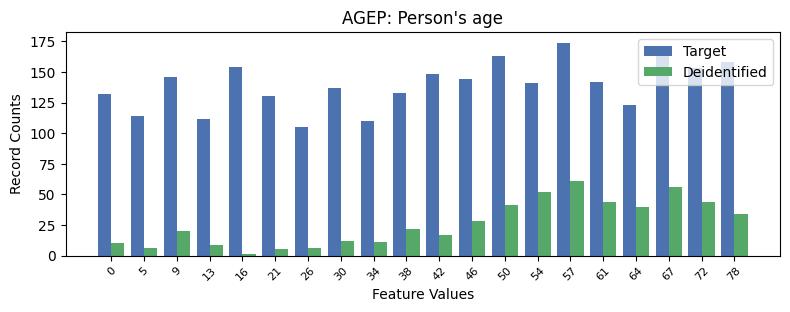 AGEP: Person's age
Target
Deidentified
Record Counts
175
150
125
100
75
50
25
0
0 5 9 13 16 21 26 30 34 38 42 46 50 54 57 61 64 67 72 78
Feature Values